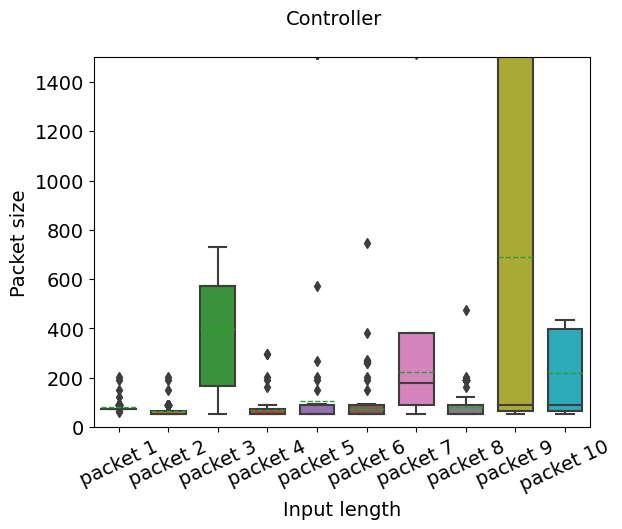 Controller
Packet size
1400
1200
1000
800
600
400
200
0
packet 1
packet 2
packet 3
packet 4
packet 5
packet 6
packet 7
packet 8
packet 9
packet 10
Input length